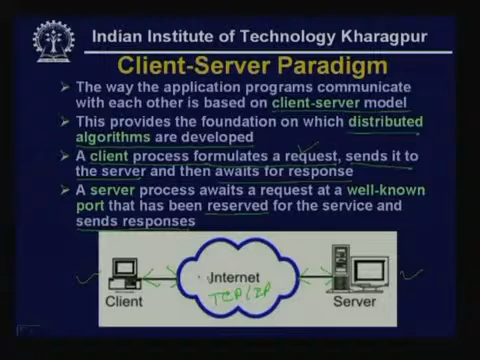 Indian Institute of Technology Kharagpur
Client-Server Paradigm
The way the application programs communicate
with each other is based on client-server model
This provides the foundation on which distributed
algorithms are developed
A client process formulates a request, sends it to
the server and then awaits for response
A server process awaits a request at a well-known
port that has been reserved for the service and
sends responses
Internet
TCP/IP
Client
Server